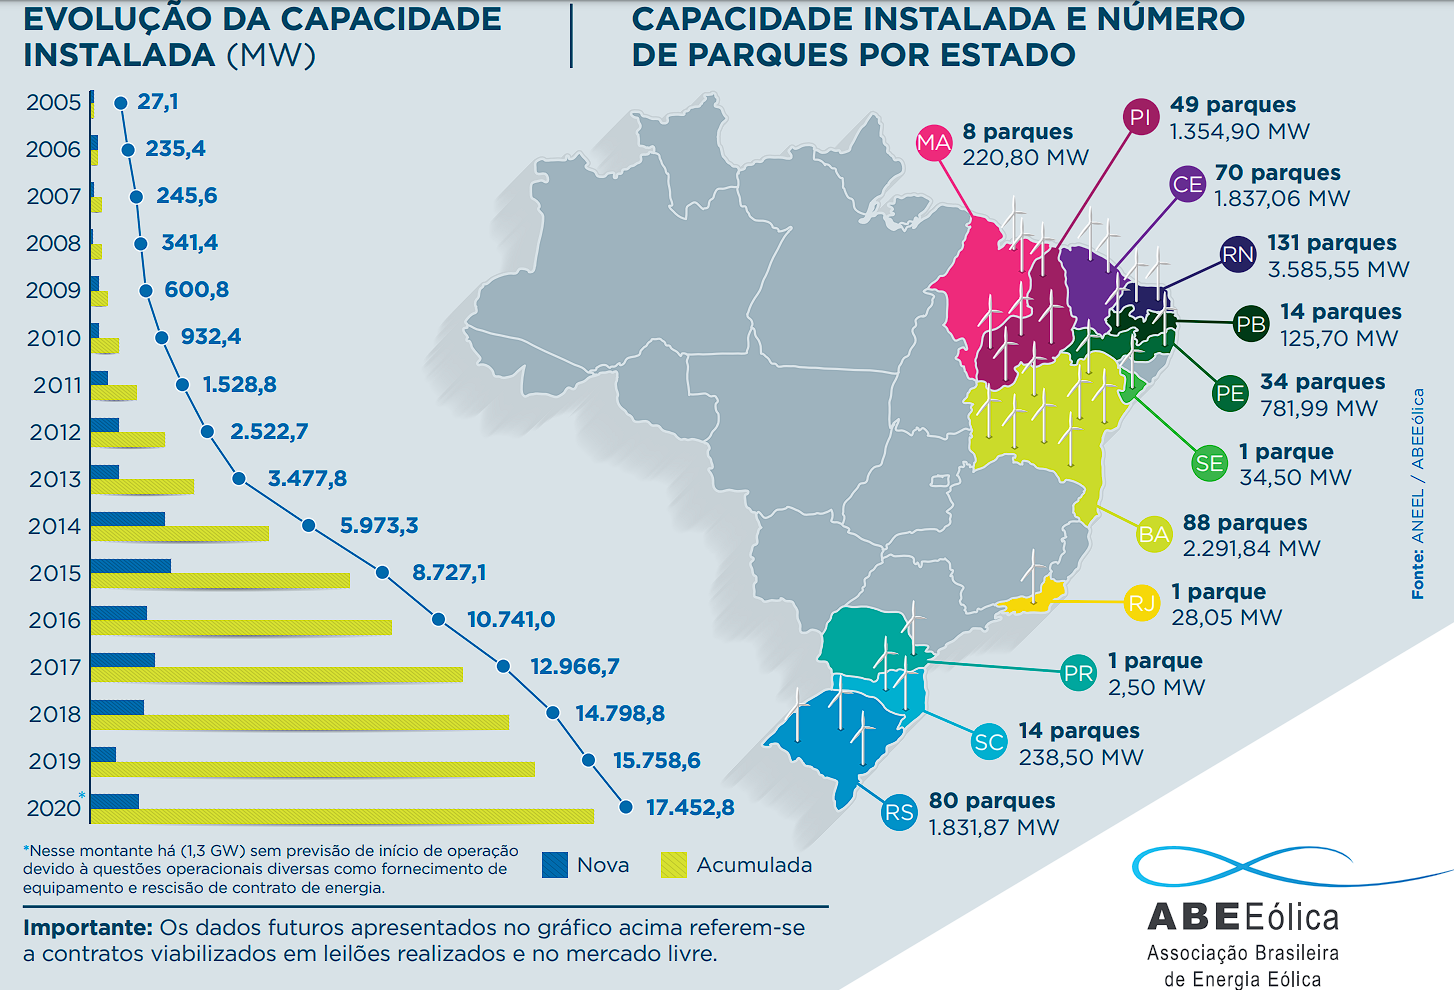 EVOLUÇÃO DA CAPACIDADE
INSTALADA (MW)
2005 27,1
2006 235,4
2007 245,6
2008 341,4
2009 600,8
2010 932,4
2011 1.528,8
2012 2.522,7
2013 3.477,8
2014 5.973,3
2015 8.727,1
2016 10.741,0
2017 12.966,7
2018 14.798,8
2019 15.758,6
2020* 17.452,8
*Nesse montante há (1,3 GW) sem previsão de início de operação
devido à questões operacionais diversas como fornecimento de
equipamento e rescisão de contrato de energia.
Nova
Acumulada
Importante: Os dados futuros apresentados no gráfico acima referem-se
a contratos viabilizados em leilões realizados e no mercado livre.
CAPACIDADE INSTALADA E NÚMERO
DE PARQUES POR ESTADO
MA
8 parques
220,80 MW
PI
49 parques
1.354,90 MW
CE
70 parques
1.837,06 MW
RN
131 parques
3.585,55 MW
PB
14 parques
125,70 MW
PE
34 parques
781,99 MW
SE
1 parque
34,50 MW
BA
88 parques
2.291,84 MW
RJ
1 parque
28,05 MW
PR
1 parque
2,50 MW
SC
14 parques
238,50 MW
RS
80 parques
1.831,87 MW
Fonte: ANEEL / ABEEólica
ABEEólica
Associação Brasileira
de Energia Eólica